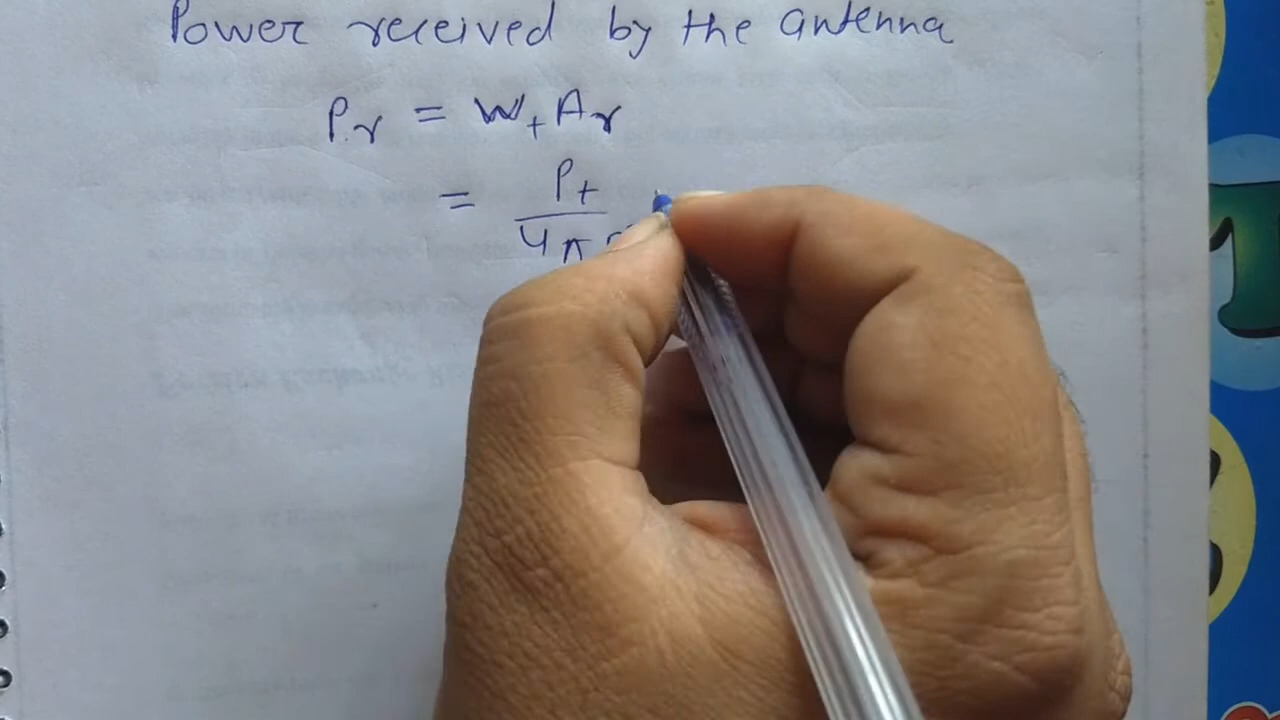 Power received by the antenna
Pr = Wt Ar
= Pt / 4π